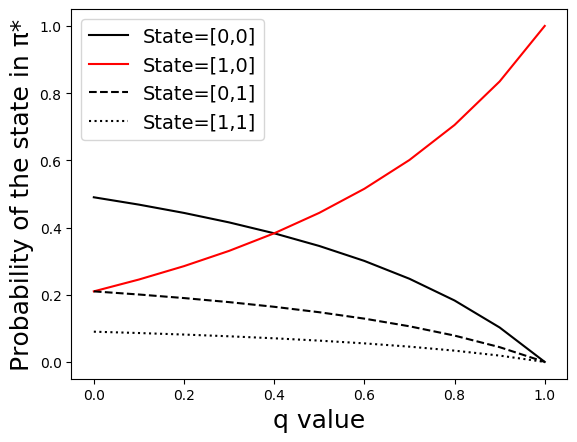 State=[0,0]
State=[1,0]
State=[0,1]
State=[1,1]
Probability of the state in π*
1.0
0.8
0.6
0.4
0.2
0.0
0.0 0.2 0.4 0.6 0.8 1.0
q value